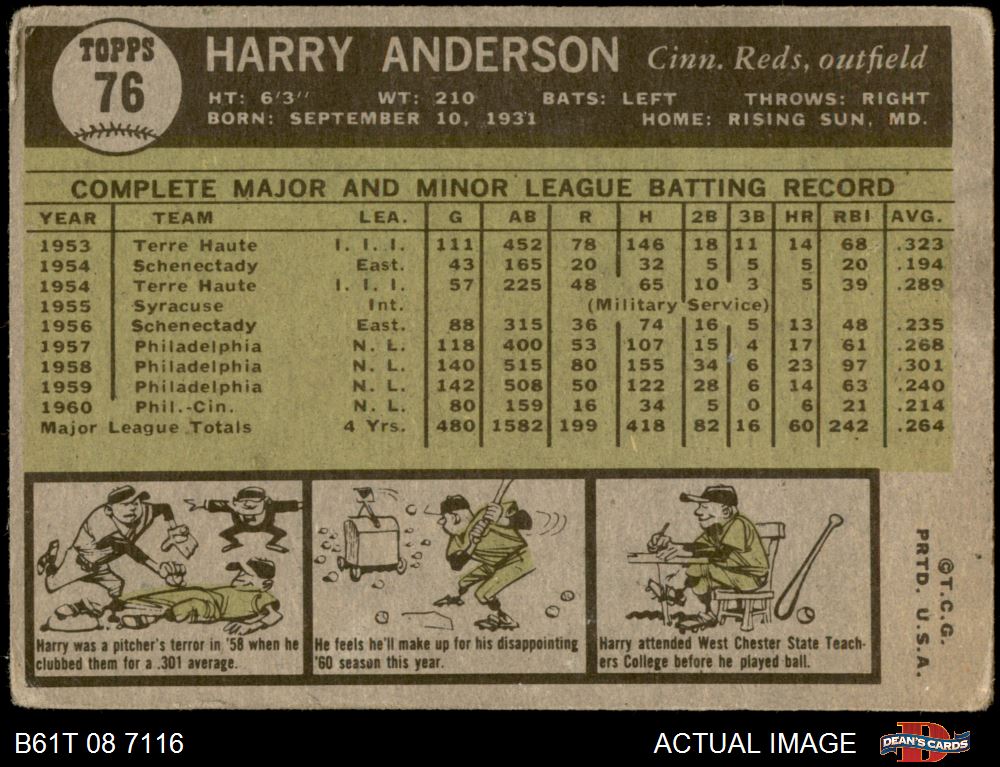 TOPPS
76
HARRY ANDERSON Cinn. Reds, outfield
HT: 6'3" WT: 210 BATS: LEFT THROWS: RIGHT
BORN: SEPTEMBER 10, 1931 HOME: RISING SUN, MD.
COMPLETE MAJOR AND MINOR LEAGUE BATTING RECORD
YEAR TEAM LEA. G AB R H 2B 3B HR RBI AVG.
1953 Terre Haute I. I. I. 111 452 78 146 18 11 14 68 .323
1954 Schenectady East. 43 165 20 32 5 5 5 20 .194
1954 Terre Haute I. I. I. 57 225 48 65 10 3 5 39 .289
1955 Syracuse Int. (Military Service)
1956 Schenectady East. 88 315 36 74 16 5 13 48 .235
1957 Philadelphia N. L. 118 400 53 107 15 4 17 61 .268
1958 Philadelphia N. L. 140 515 80 155 34 6 23 97 .301
1959 Philadelphia N. L. 142 508 50 122 28 6 14 63 .240
1960 Phil.-Cin. N. L. 80 159 16 34 5 0 6 21 .214
Major League Totals 4 Yrs. 480 1582 199 418 82 16 60 242 .264
Harry was a pitcher's terror in '58 when he
clubbed them for a .301 average.
He feels he'll make up for his disappointing
'60 season this year.
Harry attended West Chester State Teach-
ers College before he played ball.
©T.C.G.
PRTD. U.S.A.
B61T 08 7116 ACTUAL IMAGE
DEAN'S CARDS